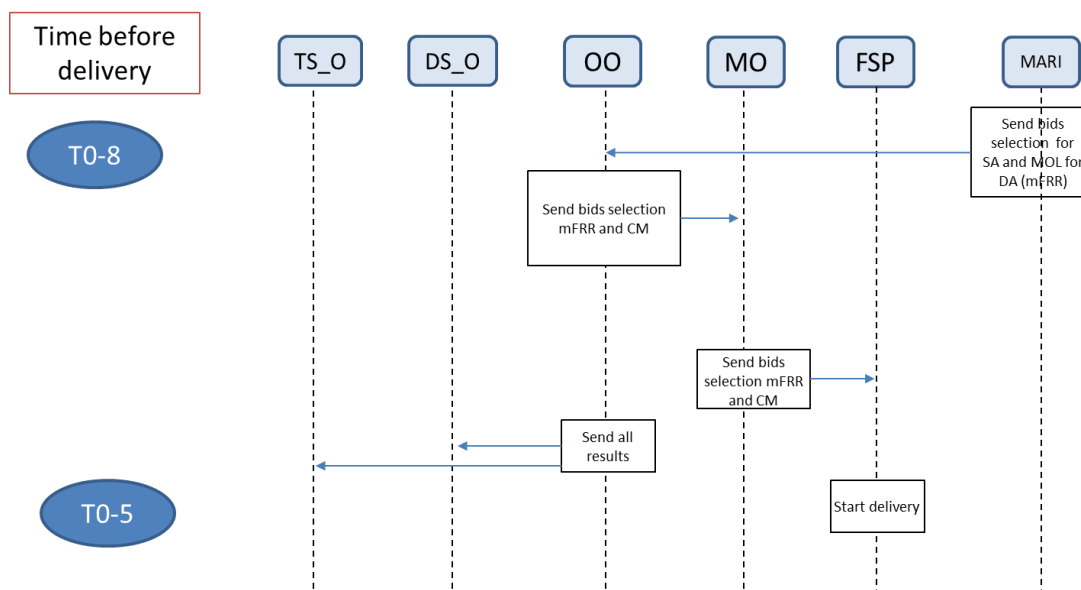 Time before
delivery
TS_O
DS_O
OO
MO
FSP
MARI
T0-8
Send bids
selection for
SA and MOL for
DA (mFRR)
Send bids selection
mFRR and CM
Send bids
selection mFRR
and CM
Send all
results
T0-5
Start delivery